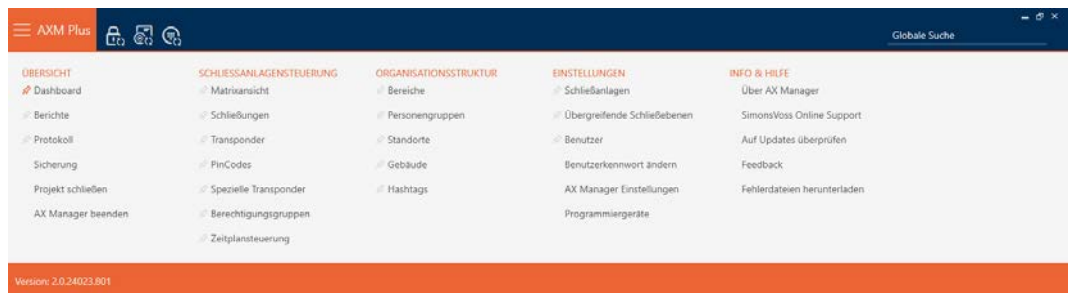 AXM Plus
Globale Suche
ÜBERSICHT
Dashboard
Berichte
Protokoll
Sicherung
Projekt schließen
AX Manager beenden
SCHLIESSANLAGENSTEUERUNG
Matrixansicht
Schließungen
Transponder
PinCodes
Spezielle Transponder
Berechtigungsgruppen
Zeitplansteuerung
ORGANISATIONSSTRUKTUR
Bereiche
Personengruppen
Standorte
Gebäude
Hashtags
EINSTELLUNGEN
Schließanlagen
Übergreifende Schließebenen
Benutzer
Benutzerkennwort ändern
AX Manager Einstellungen
Programmiergeräte
INFO & HILFE
Über AX Manager
SimonsVoss Online Support
Auf Updates überprüfen
Feedback
Fehlerdateien herunterladen
Version: 2.0.24023.801